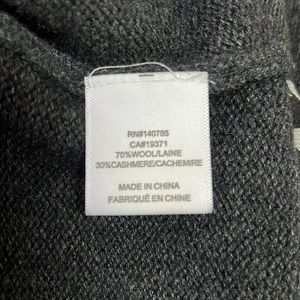 RN#140785
CA#19371
70%WOOL/LAINE
30%CASHMERE/CACHEMIRE
MADE IN CHINA
FABRIQUÉ EN CHINE